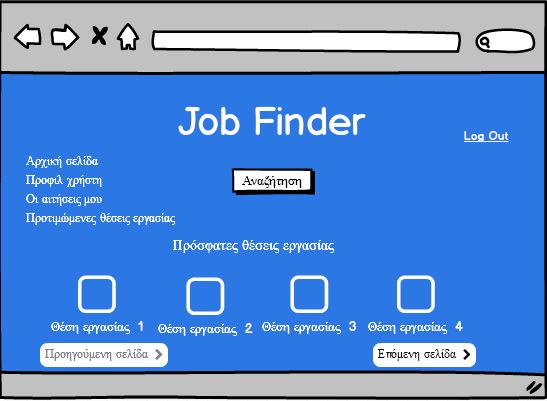 Job Finder
Log Out
Αρχική σελίδα
Προφιλ χρήστη
Οι αιτήσεις μου
Προτιμώμενες θέσεις εργασίας
Αναζήτηση
Πρόσφατες θέσεις εργασίας
Θέση εργασίας 1
Θέση εργασίας 2
Θέση εργασίας 3
Θέση εργασίας 4
Προηγούμενη σελίδα
Επόμενη σελίδα